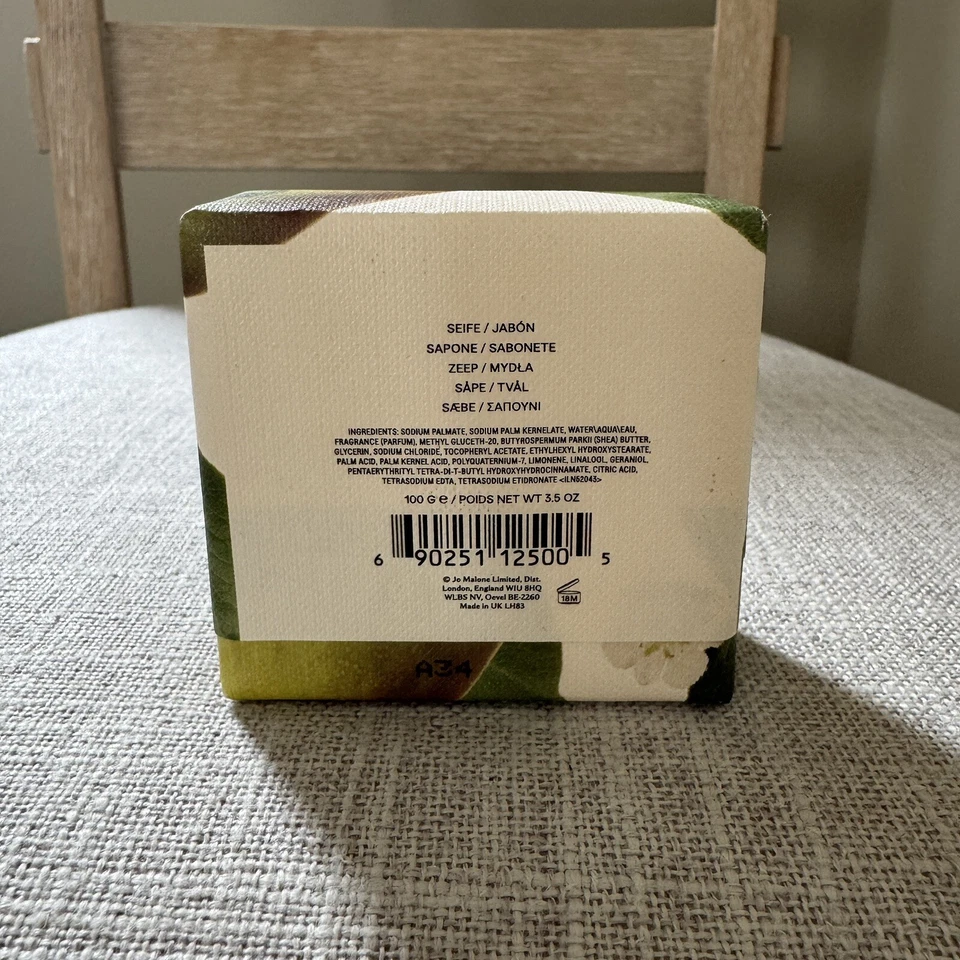 SEIFE / JABÓN
SAPONE / SABONETE
ZEEP / MYDŁA
SÅPE / TVÅL
SÆBE / ΣΑΠΟΥΝΙ
INGREDIENTS: SODIUM PALMATE, SODIUM PALM KERNELATE, WATER\AQUA\EAU,
FRAGRANCE (PARFUM), METHYL GLUCETH-20, BUTYROSPERMUM PARKII (SHEA) BUTTER,
GLYCERIN, SODIUM CHLORIDE, TOCOPHERYL ACETATE, ETHYLHEXYL HYDROXYSTEARATE,
PALM ACID, PALM KERNEL ACID, POLYQUATERNIUM-7, LIMONENE, LINALOOL, GERANIOL,
PENTAERYTHRITYL TETRA-DI-T-BUTYL HYDROXYHYDROCINNAMATE, CITRIC ACID,
TETRASODIUM EDTA, TETRASODIUM ETIDRONATE <ILN52043>
100 G ℮ / POIDS NET WT 3.5 OZ
6 90251 12500 5
© Jo Malone Limited, Dist.
London, England W1U 8HQ
WLBS NV, Oevel BE-2260
Made in UK LH83
18M
A34